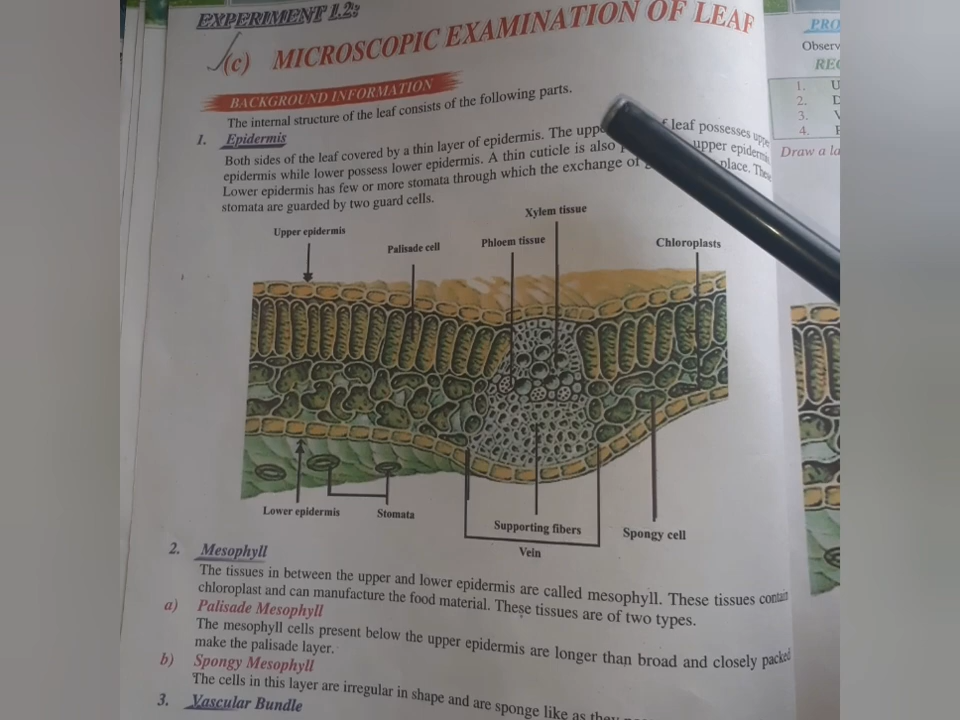 EXPERIMENT 1.2:
(c) MICROSCOPIC EXAMINATION OF LEAF
BACKGROUND INFORMATION
The internal structure of the leaf consists of the following parts.
1. Epidermis
Both sides of the leaf covered by a thin layer of epidermis. The leaf possesses upper
epidermis while lower possess lower epidermis. A thin cuticle is also upper epidermis
Lower epidermis has few or more stomata through which the exchange of place. These
stomata are guarded by two guard cells.
Xylem tissue
Upper epidermis
Palisade cell
Phloem tissue
Chloroplasts
Lower epidermis
Stomata
Supporting fibers
Spongy cell
Vein
2. Mesophyll
The tissues in between the upper and lower epidermis are called mesophyll. These tissues contain
chloroplast and can manufacture the food material. These tissues are of two types.
a) Palisade Mesophyll
The mesophyll cells present below the upper epidermis are longer than broad and closely packed
make the palisade layer.
b) Spongy Mesophyll
The cells in this layer are irregular in shape and are sponge like as they
3. Vascular Bundle
PRO
Observ
REC
1. U
2. D
3. V
4.
Draw a la